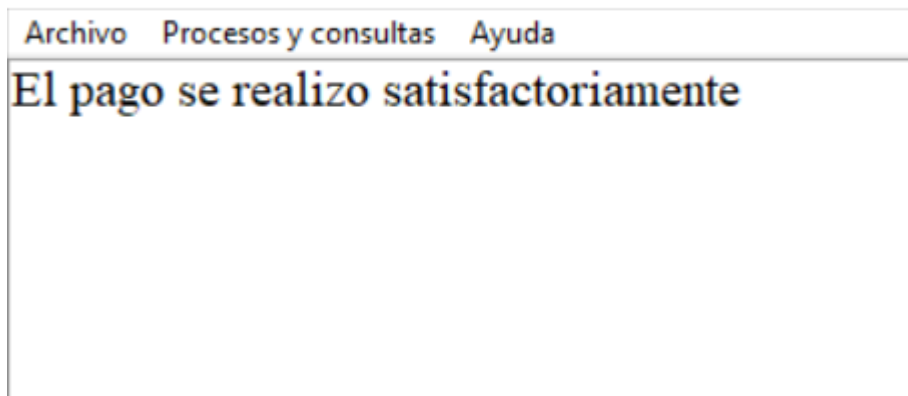 Archivo Procesos y consultas Ayuda
El pago se realizo satisfactoriamente